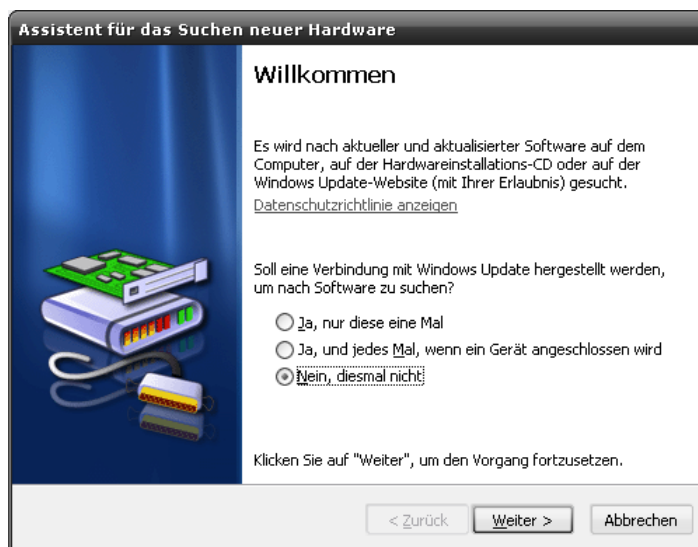 Assistent für das Suchen neuer Hardware
Willkommen
Es wird nach aktueller und aktualisierter Software auf dem
Computer, auf der Hardwareinstallations-CD oder auf der
Windows Update-Website (mit Ihrer Erlaubnis) gesucht.
Datenschutzrichtlinie anzeigen
Soll eine Verbindung mit Windows Update hergestellt werden,
um nach Software zu suchen?
Ja, nur diese eine Mal
Ja, und jedes Mal, wenn ein Gerät angeschlossen wird
Nein, diesmal nicht
Klicken Sie auf "Weiter", um den Vorgang fortzusetzen.
< Zurück
Weiter >
Abbrechen